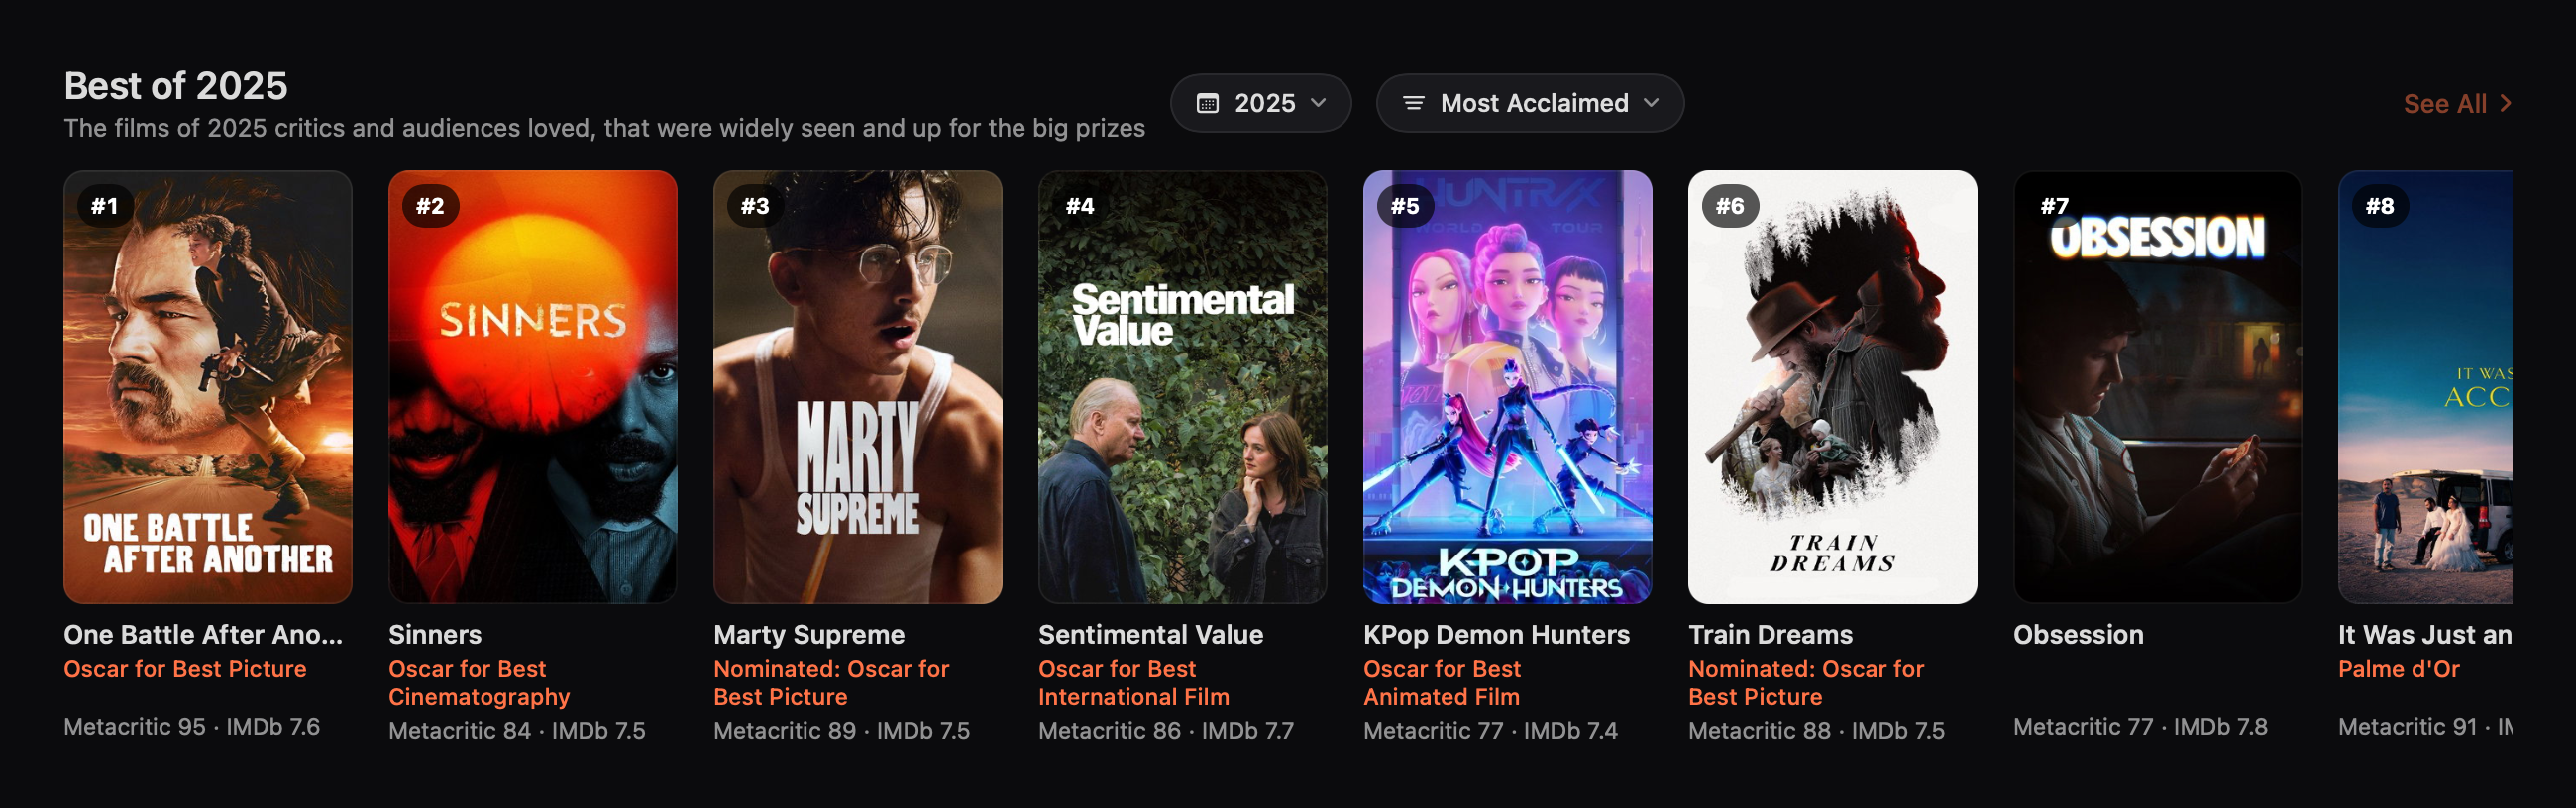 Best of 2025
The films of 2025 critics and audiences loved, that were widely seen and up for the big prizes
2025
Most Acclaimed
See All
#1
ONE BATTLE
AFTER ANOTHER
One Battle After Ano...
Oscar for Best Picture
Metacritic 95 · IMDb 7.6
#2
SINNERS
Sinners
Oscar for Best
Cinematography
Metacritic 84 · IMDb 7.5
#3
MARTY
SUPREME
Marty Supreme
Nominated: Oscar for
Best Picture
Metacritic 89 · IMDb 7.5
#4
Sentimental
Value
Sentimental Value
Oscar for Best
International Film
Metacritic 86 · IMDb 7.7
#5
HUNTR/X
WORLD TOUR
KPOP
DEMON HUNTERS
KPop Demon Hunters
Oscar for Best
Animated Film
Metacritic 77 · IMDb 7.4
#6
TRAIN
DREAMS
Train Dreams
Nominated: Oscar for
Best Picture
Metacritic 88 · IMDb 7.5
#7
OBSESSION
Obsession
Metacritic 77 · IMDb 7.8
#8
IT WAS
ACC
It Was Just an
Palme d'Or
Metacritic 91 · IM